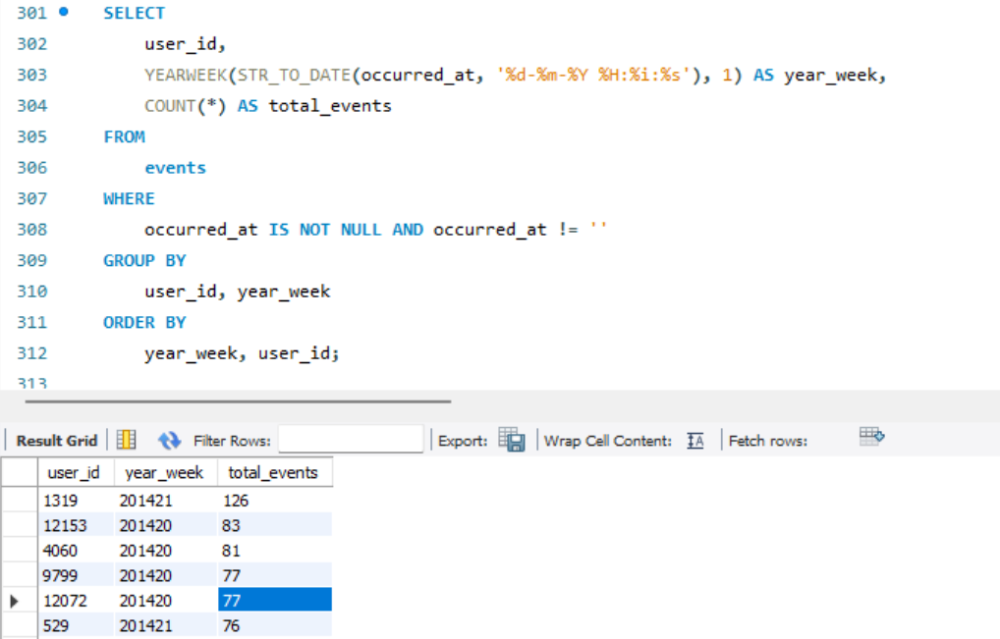 301 SELECT
302 user_id,
303 YEARWEEK(STR_TO_DATE(occurred_at, '%d-%m-%Y %H:%i:%s'), 1) AS year_week,
304 COUNT(*) AS total_events
305 FROM
306 events
307 WHERE
308 occurred_at IS NOT NULL AND occurred_at != ''
309 GROUP BY
310 user_id, year_week
311 ORDER BY
312 year_week, user_id;
313
Result Grid Filter Rows: Export: Wrap Cell Content: IA Fetch rows:
user_id year_week total_events
1319 201421 126
12153 201420 83
4060 201420 81
9799 201420 77
12072 201420 77
529 201421 76